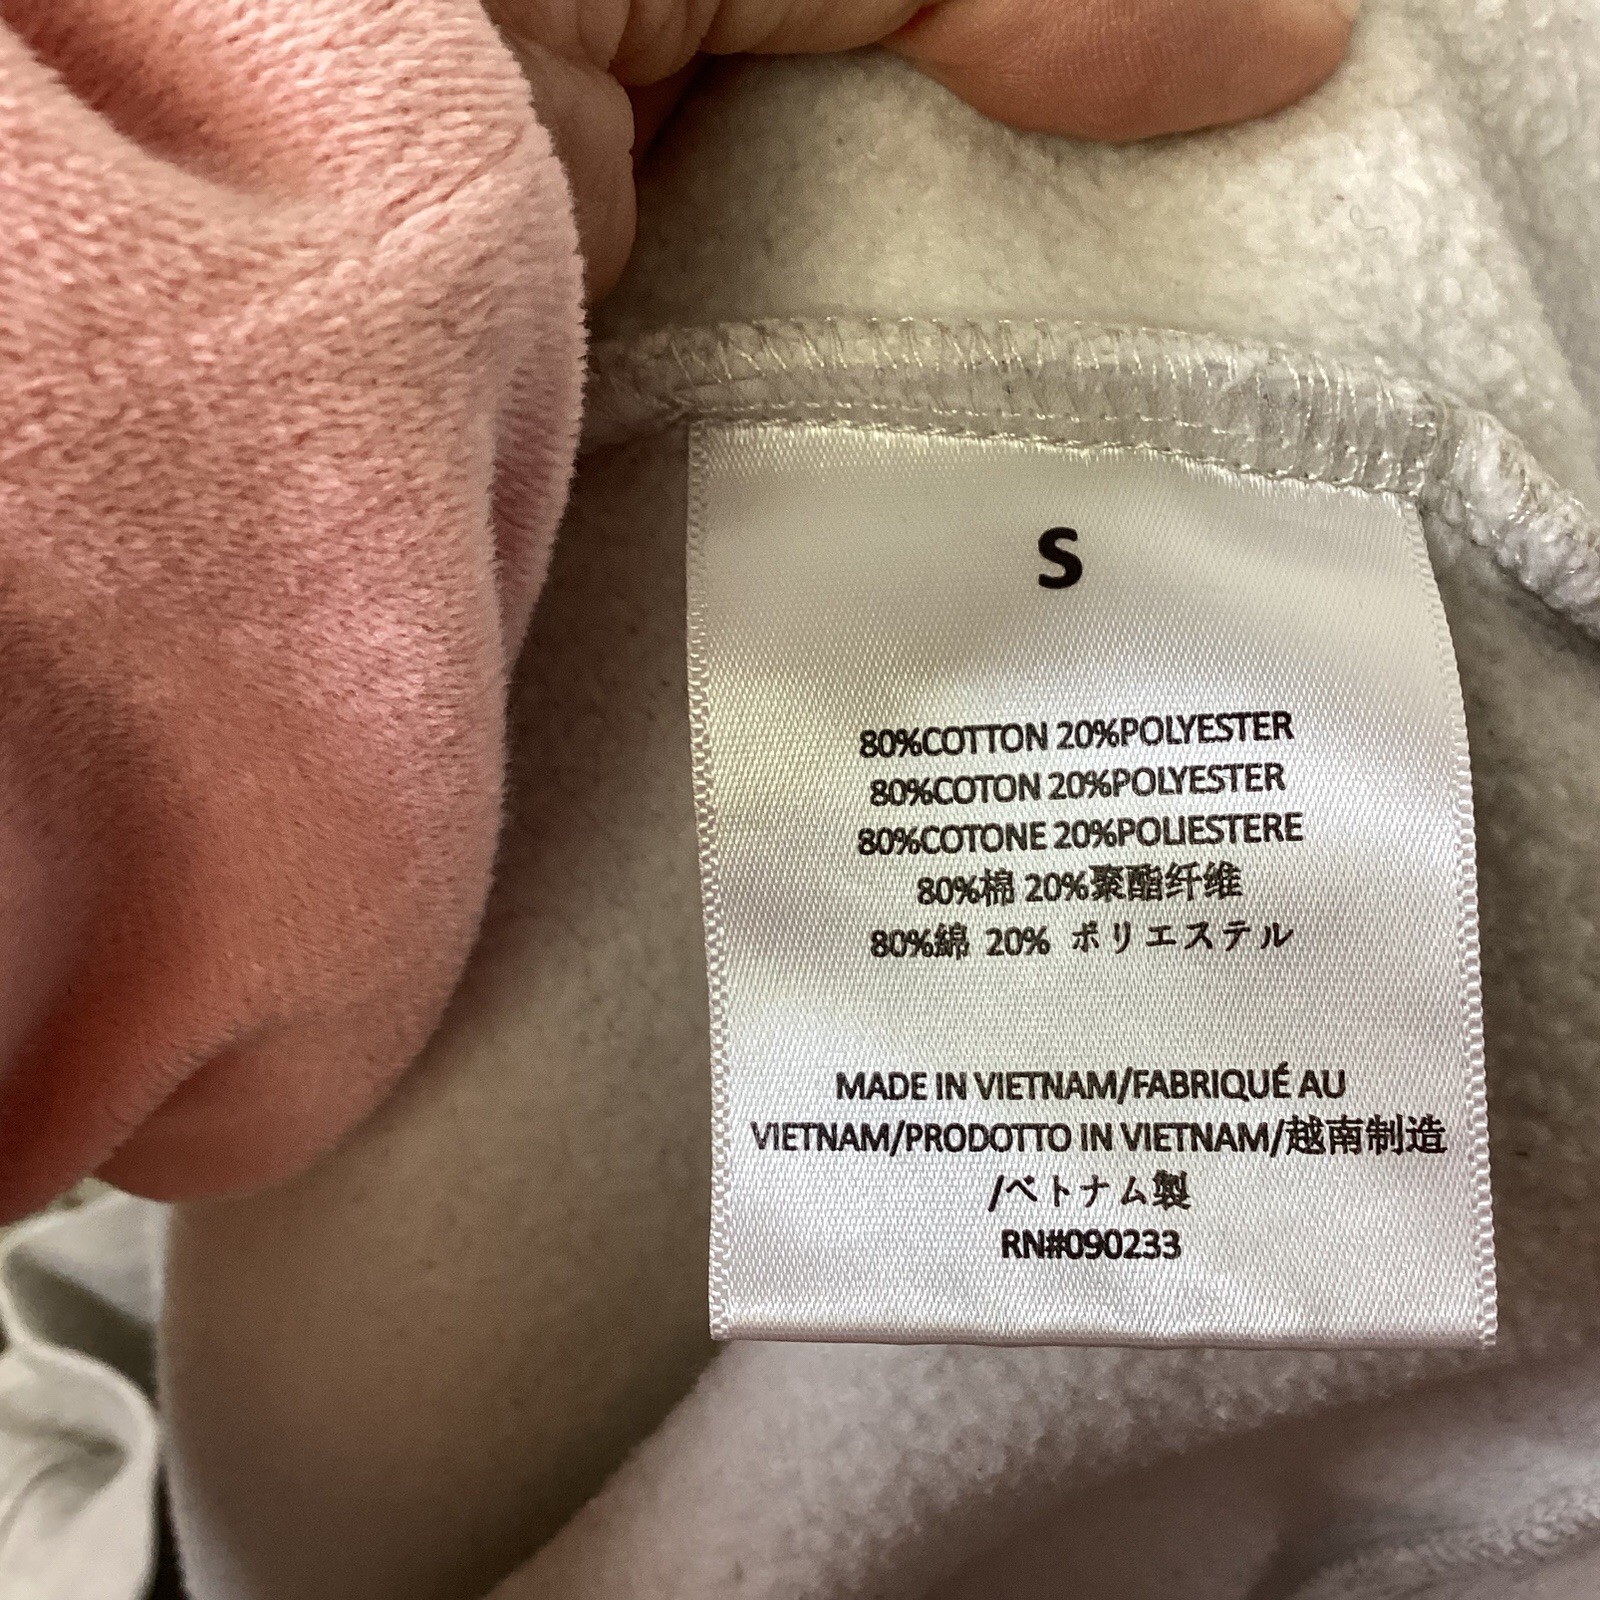 S
80%COTTON 20%POLYESTER
80%COTON 20%POLYESTER
80%COTONE 20%POLIESTERE
80%棉 20%聚酯纤维
80%綿 20% ポリエステル
MADE IN VIETNAM/FABRIQUÉ AU
VIETNAM/PRODOTTO IN VIETNAM/越南制造
/ベトナム製
RN#090233